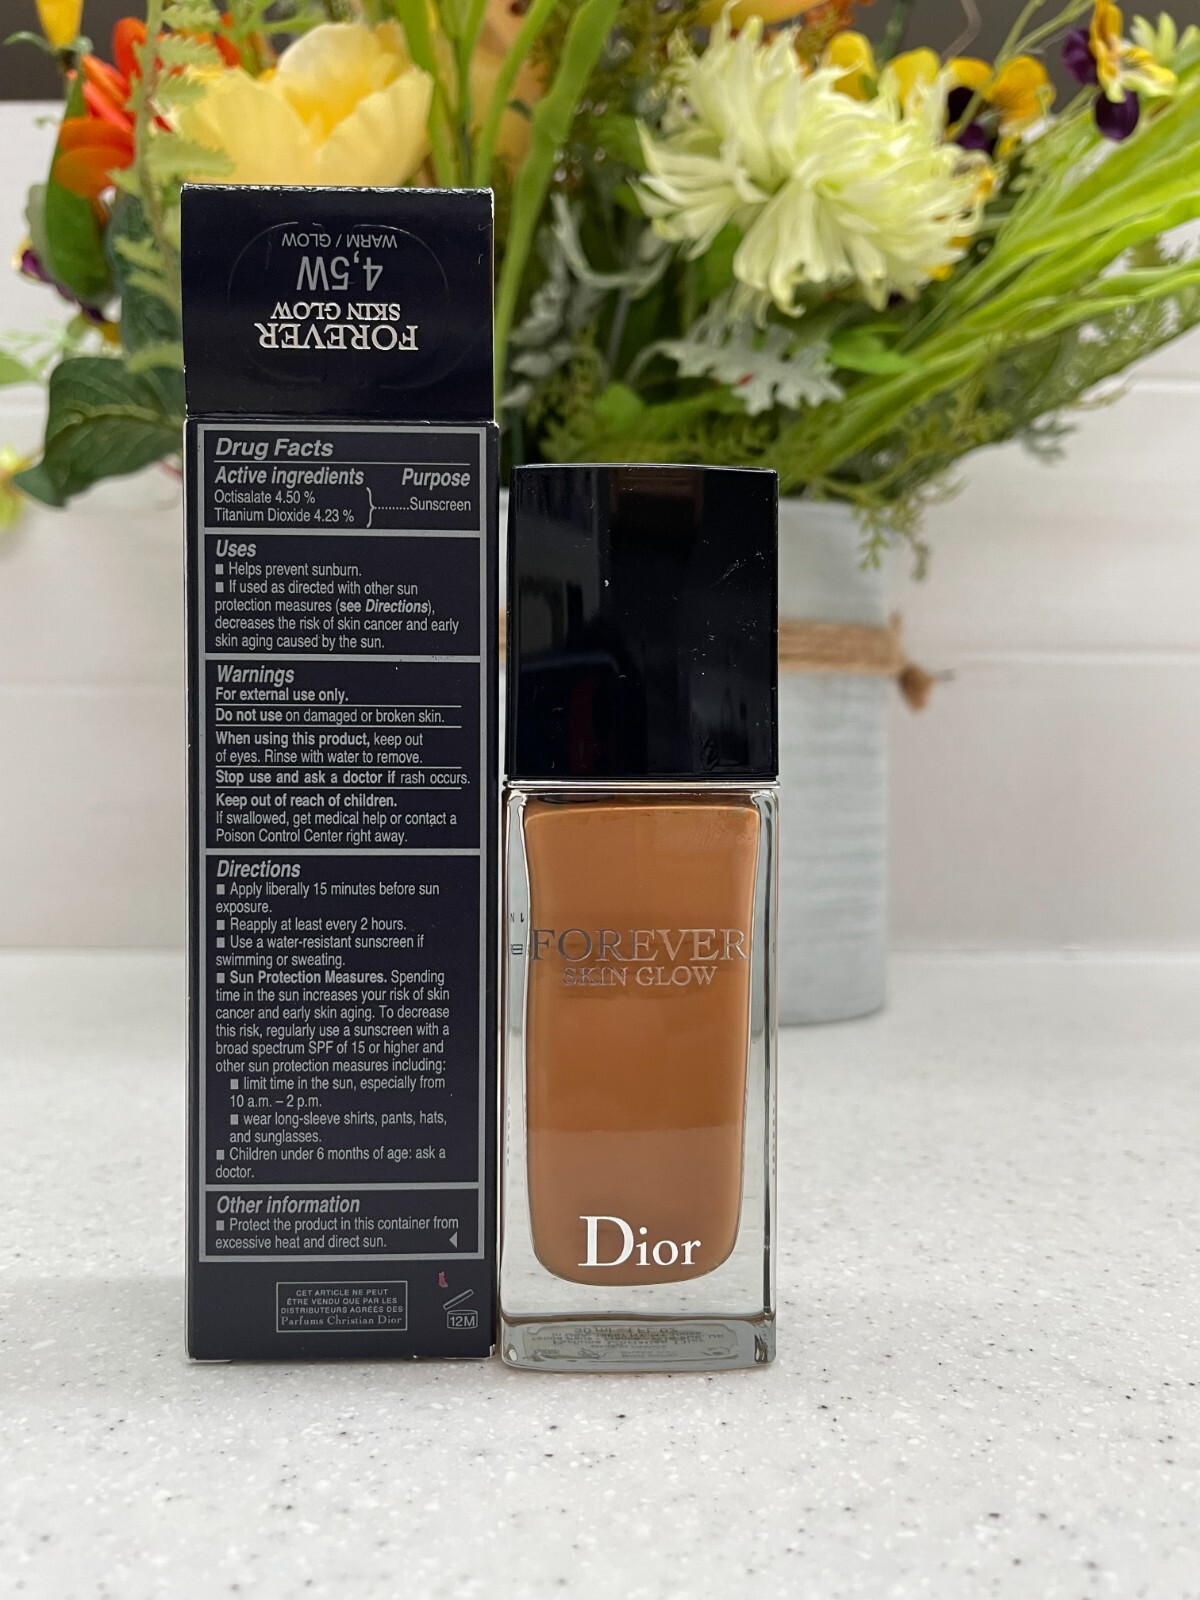 WARM / GLOW
4,5W
SKIN GLOW
FOREVER
Drug Facts
Active ingredients Purpose
Octisalate 4.50 %
Titanium Dioxide 4.23 % ..........Sunscreen
Uses
■ Helps prevent sunburn.
■ If used as directed with other sun
protection measures (see Directions),
decreases the risk of skin cancer and early
skin aging caused by the sun.
Warnings
For external use only.
Do not use on damaged or broken skin.
When using this product, keep out
of eyes. Rinse with water to remove.
Stop use and ask a doctor if rash occurs.
Keep out of reach of children.
If swallowed, get medical help or contact a
Poison Control Center right away.
Directions
■ Apply liberally 15 minutes before sun
exposure.
■ Reapply at least every 2 hours.
■ Use a water-resistant sunscreen if
swimming or sweating.
■ Sun Protection Measures. Spending
time in the sun increases your risk of skin
cancer and early skin aging. To decrease
this risk, regularly use a sunscreen with a
broad spectrum SPF of 15 or higher and
other sun protection measures including:
■ limit time in the sun, especially from
10 a.m. – 2 p.m.
■ wear long-sleeve shirts, pants, hats,
and sunglasses.
■ Children under 6 months of age: ask a
doctor.
Other information
■ Protect the product in this container from
excessive heat and direct sun.
CET ARTICLE NE PEUT
ÊTRE VENDU QUE PAR LES
DISTRIBUTEURS AGRÉÉS DES
Parfums Christian Dior
12M
FOREVER
SKIN GLOW
Dior